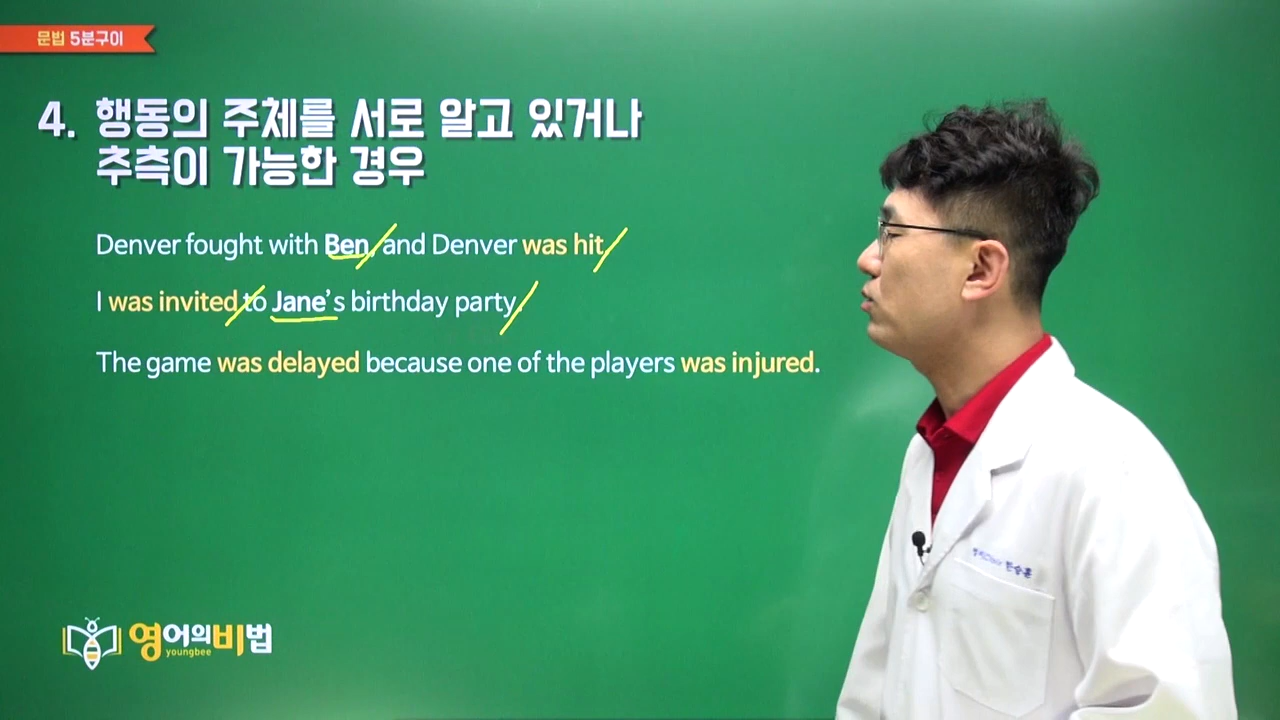 문법 5분구이
4. 행동의 주체를 서로 알고 있거나
추측이 가능한 경우
Denver fought with Ben, and Denver was hit.
I was invited to Jane's birthday party.
The game was delayed because one of the players was injured.
영어의비법
youngbee
한승훈